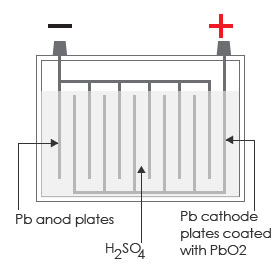 − +
Pb anod plates
H2SO4
Pb cathode
plates coated
with PbO2